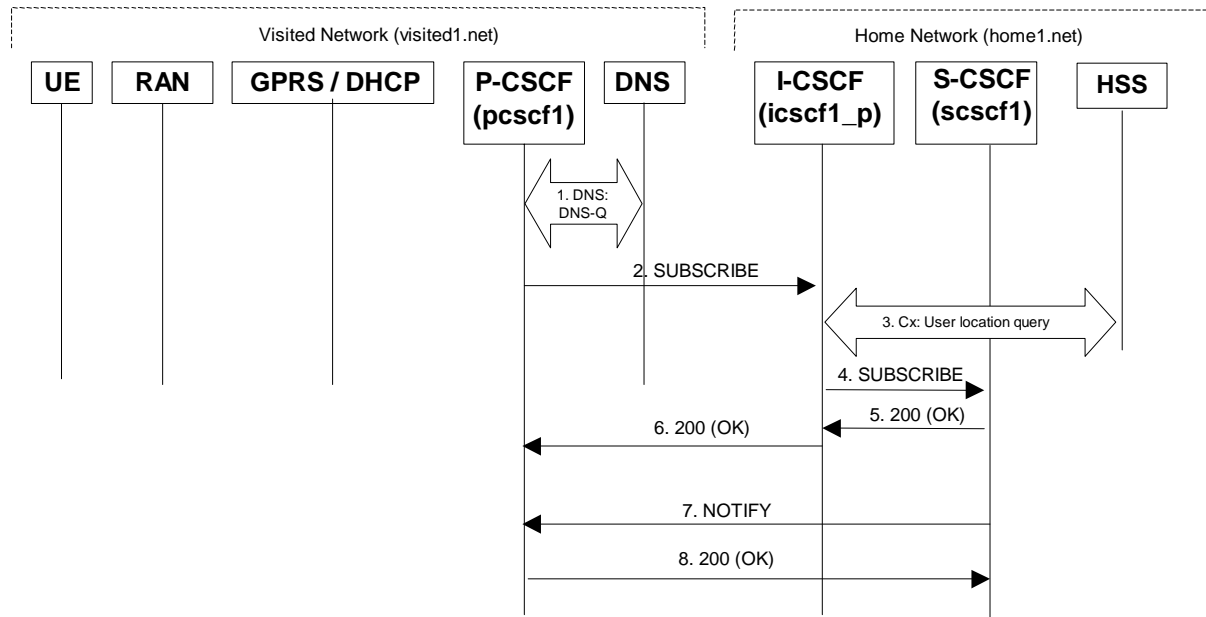 Visited Network (visited1.net)
Home Network (home1.net)
UE
RAN
GPRS / DHCP
P-CSCF
(pcscf1)
DNS
I-CSCF
(icscf1_p)
S-CSCF
(scscf1)
HSS
1. DNS:
DNS-Q
2. SUBSCRIBE
3. Cx: User location query
4. SUBSCRIBE
5. 200 (OK)
6. 200 (OK)
7. NOTIFY
8. 200 (OK)